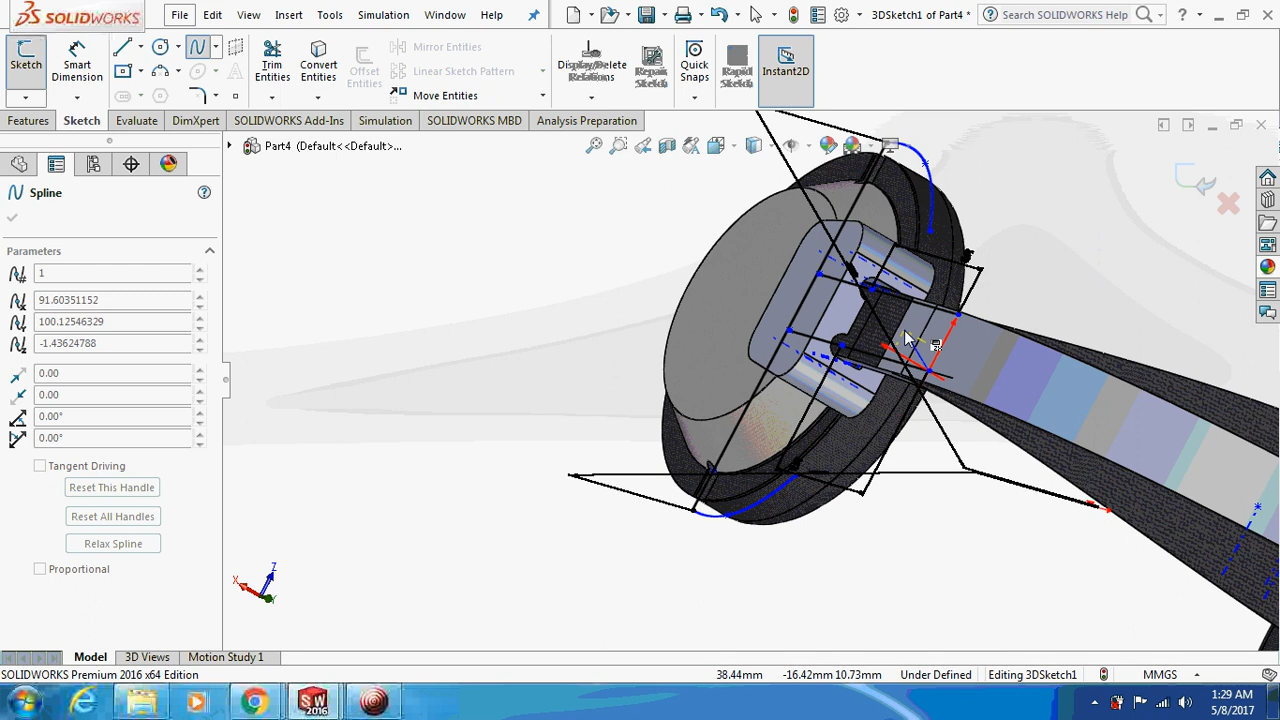 SOLIDWORKS File Edit View Insert Tools Simulation Window Help 3DSketch1 of Part4 * Search SOLIDWORKS Help ?
Sketch Smart Dimension Trim Entities Convert Entities Offset Entities Mirror Entities Linear Sketch Pattern Move Entities Display/Delete Relations Repair Sketch Quick Snaps Rapid Sketch Instant2D
Features Sketch Evaluate DimXpert SOLIDWORKS Add-Ins Simulation SOLIDWORKS MBD Analysis Preparation
Part4 (Default<<Default>...
Spline ?
Parameters
1
91.60351152
100.12546329
-1.43624788
0.00
0.00
0.00°
0.00°
Tangent Driving
Reset This Handle
Reset All Handles
Relax Spline
Proportional
X Z Y
Model 3D Views Motion Study 1
SOLIDWORKS Premium 2016 x64 Edition 38.44mm -16.42mm 10.73mm Under Defined Editing 3DSketch1 MMGS
SW 2016
1:29 AM
5/8/2017